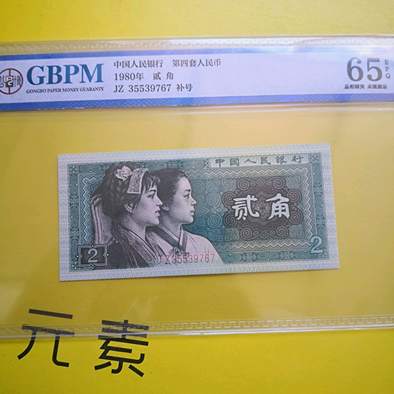 GBPM
GONGBO PAPER MONEY GUARANTY
中国人民银行 第四套人民币
1980年 贰 角
JZ 35539767 补号
65 EPQ
中国人民银行
贰角
2
2
JZ35539767
元素